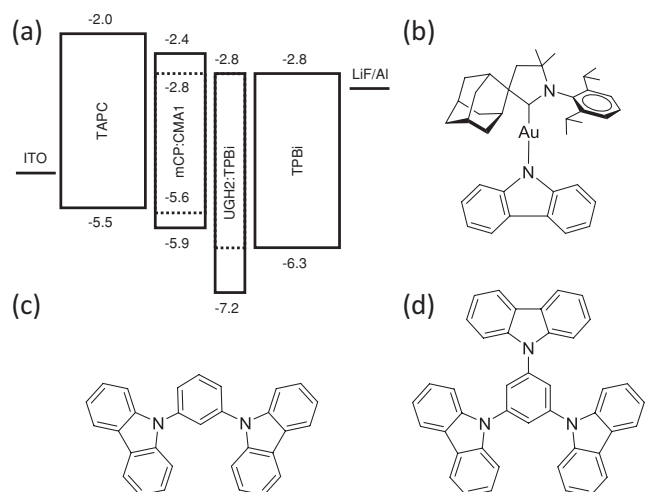 (a)
-2.0
-2.4
-2.8
-2.8
LiF/Al
TAPC
mCP:CMA1
-2.8
-5.6
UGH2:TPBi
TPBi
ITO
-5.5
-5.9
-6.3
-7.2
(b)
N
Au
N
(c)
N
N
(d)
N
N
N